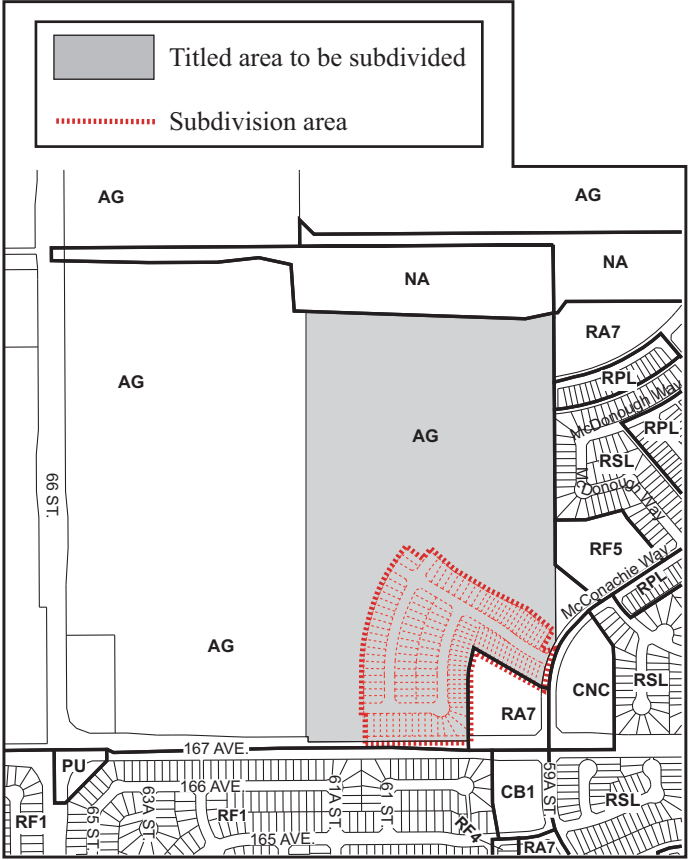 Titled area to be subdivided
Subdivision area
AG
AG
NA
NA
RA7
RPL
McDonough Way
RPL
AG
AG
RSL
McDonough Way
66 ST.
RF5
McConachie Way
RPL
AG
RSL
CNC
RA7
167 AVE.
PU
166 AVE.
59A ST.
CB1
RSL
RF1
65 ST.
63A ST.
RF1
61A ST.
61 ST.
RF4
165 AVE.
RA7